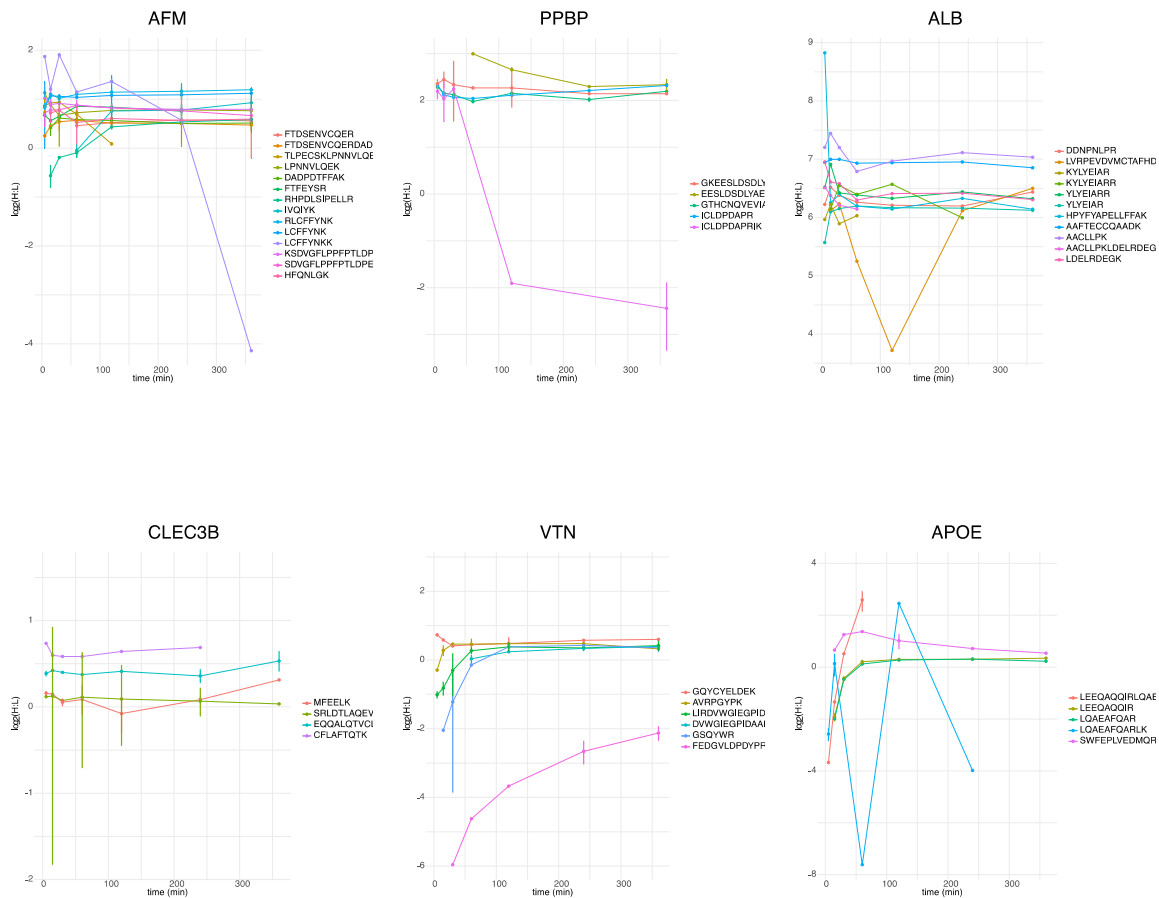 AFM
2
0
-2
-4
log2(H:L)
0
100
200
300
time (min)
FTDSENVCQER
FTDSENVCQERDAD
TLPECSKLPNNVLQE
LPNNVLQEK
DADPDTFFAK
FTFEYSR
RHPDLSIPELLR
IVQIYK
RLCFFYNK
LCFFYNK
LCFFYNKK
KSDVGFLPPFPTLDP
SDVGFLPPFPTLDPE
HFQNLGK
PPBP
2
0
-2
log2(H:L)
0
100
200
300
time (min)
GKEESLDSDLY
EESLDSDLYAE
GTHCNQVEVIA
ICLDPDAPR
ICLDPDAPRIK
ALB
9
8
7
6
5
4
log2(H:L)
0
100
200
300
time (min)
DDNPNLPR
LVRPEVDVMCTAFHD
KYLYEIAR
KYLYEIARR
YLYEIARR
YLYEIAR
HPYFYAPELLFFAK
AAFTECCQAADK
AACLLPK
AACLLPKLDELRDEG
LDELRDEGK
CLEC3B
1
0
-1
-2
log2(H:L)
0
100
200
300
time (min)
MFEELK
SRLDTLAQEV
EQQALQTVCL
CFLAFTQTK
VTN
2
0
-2
-4
-6
log2(H:L)
0
100
200
300
time (min)
GQYCYELDEK
AVRPGYPK
LIRDVWGIEGPID
DVWGIEGPIDAAI
GSQYWR
FEDGVLDPDYPF
APOE
4
0
-4
-8
log2(H:L)
0
100
200
300
time (min)
LEEQAQQIRLQAE
LEEQAQQIR
LQAEAFQAR
LQAEAFQARLK
SWFEPLVEDMQR